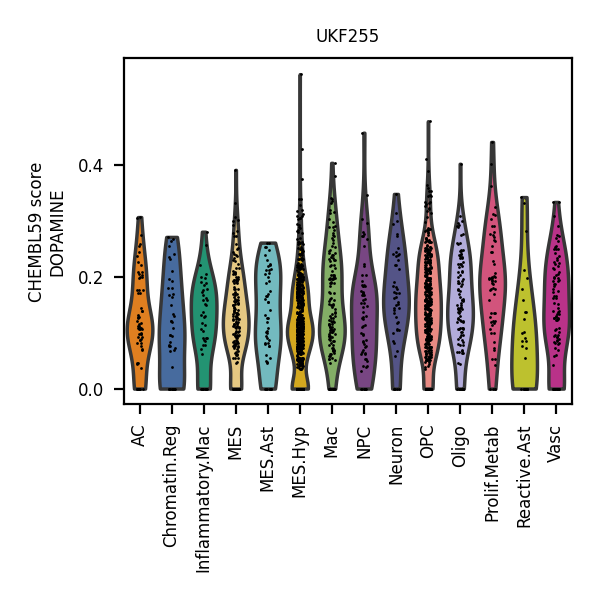 UKF255
CHEMBL59 score
DOPAMINE
0.4
0.2
0.0
AC
Chromatin.Reg
Inflammatory.Mac
MES
MES.Ast
MES.Hyp
Mac
NPC
Neuron
OPC
Oligo
Prolif.Metab
Reactive.Ast
Vasc